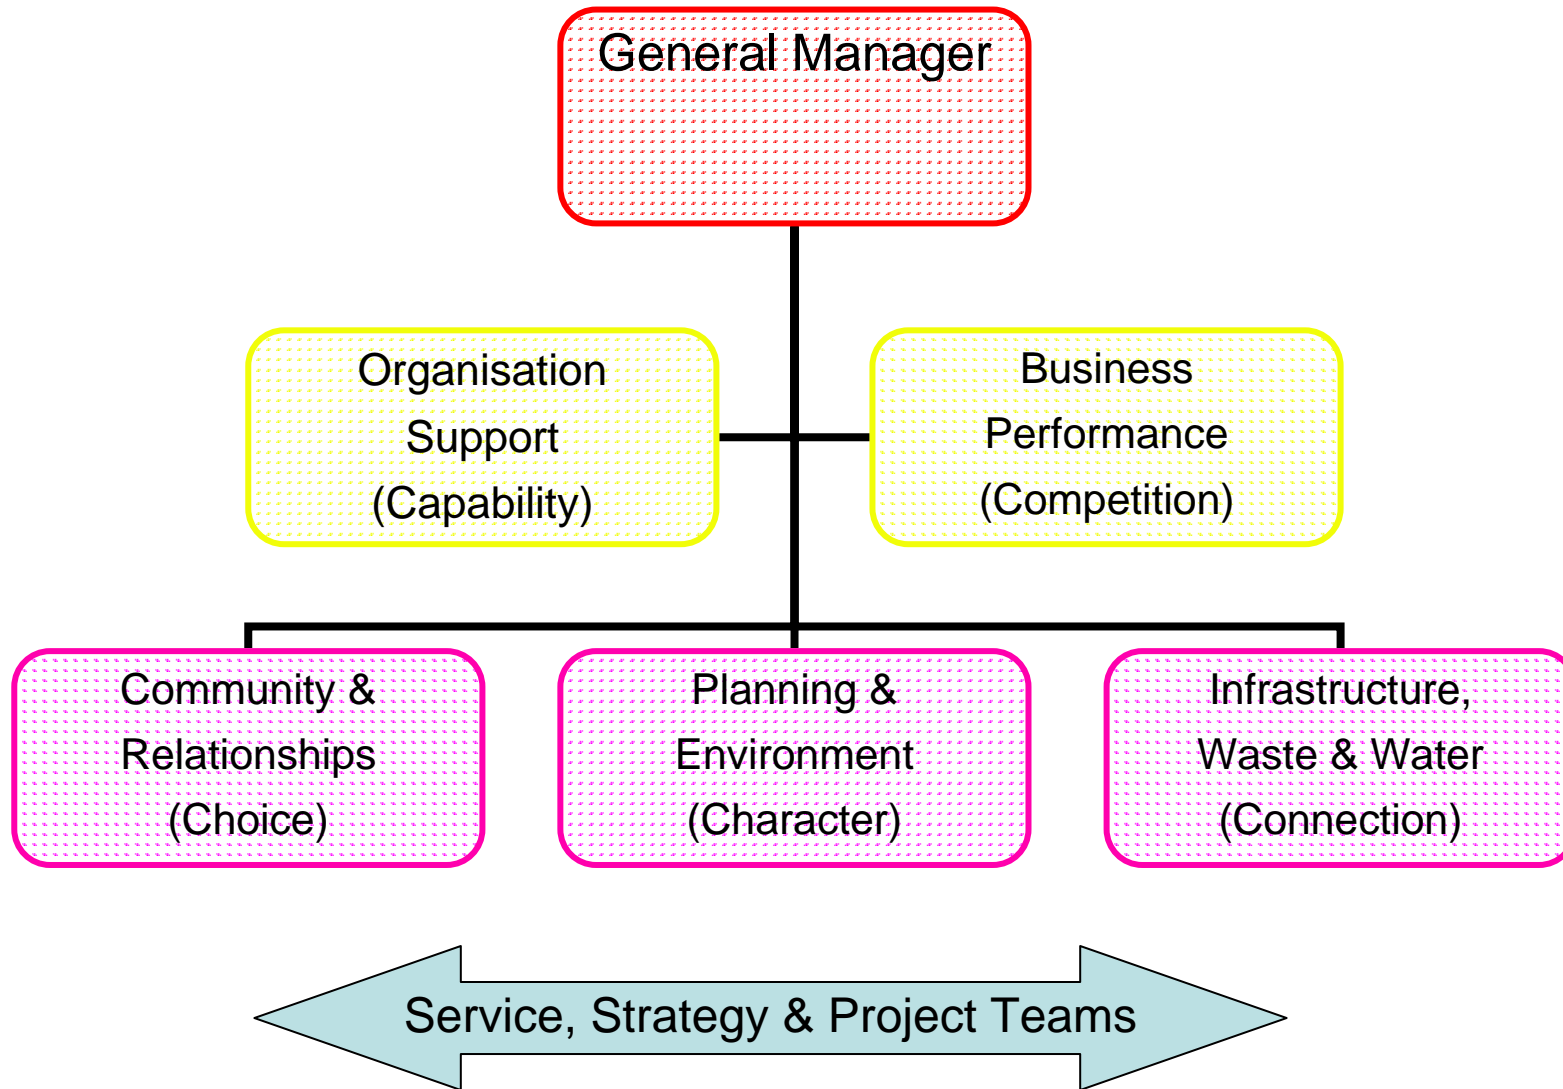 General Manager
Organisation
Support
(Capability)
Business
Performance
(Competition)
Community &
Relationships
(Choice)
Planning &
Environment
(Character)
Infrastructure,
Waste & Water
(Connection)
Service, Strategy & Project Teams